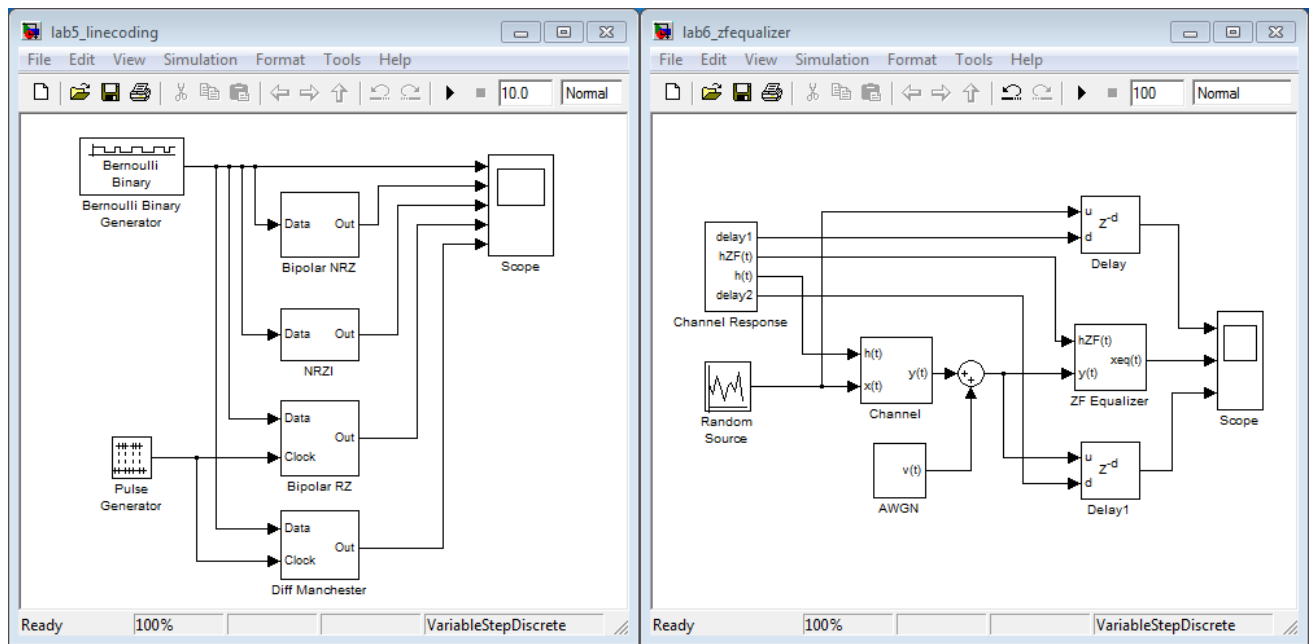 lab5_linecoding
File Edit View Simulation Format Tools Help
10.0 Normal
Bernoulli
Binary
Bernoulli Binary
Generator
Data Out
Bipolar NRZ
Scope
Data Out
NRZI
Data
Out
Clock
Bipolar RZ
Pulse
Generator
Data
Out
Clock
Diff Manchester
Ready 100% VariableStepDiscrete
lab6_zfequalizer
File Edit View Simulation Format Tools Help
100 Normal
u
d
Z-d
Delay
delay1
hZF(t)
h(t)
delay2
Channel Response
hZF(t)
xeq(t)
y(t)
ZF Equalizer
Scope
h(t)
y(t)
x(t)
Channel
Random
Source
v(t)
AWGN
u
d
Z-d
Delay1
Ready 100% VariableStepDiscrete